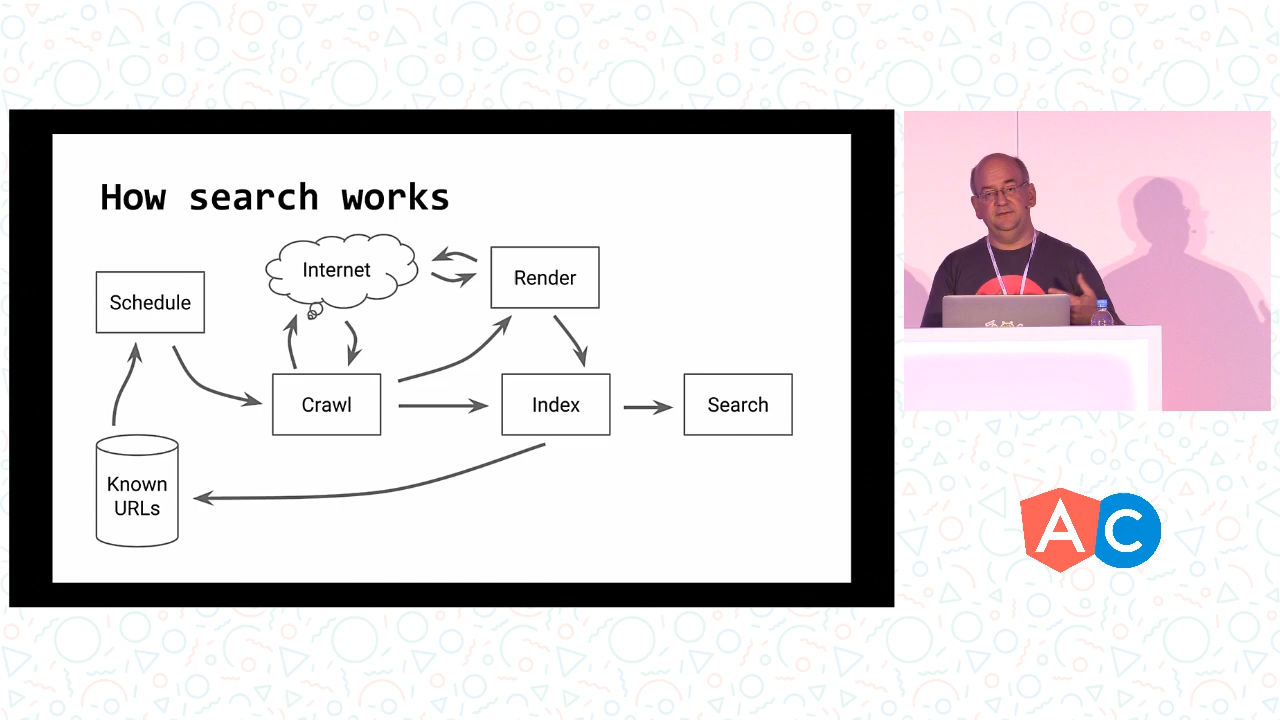 How search works
Internet
Render
Schedule
Crawl
Index
Search
Known
URLs
A C